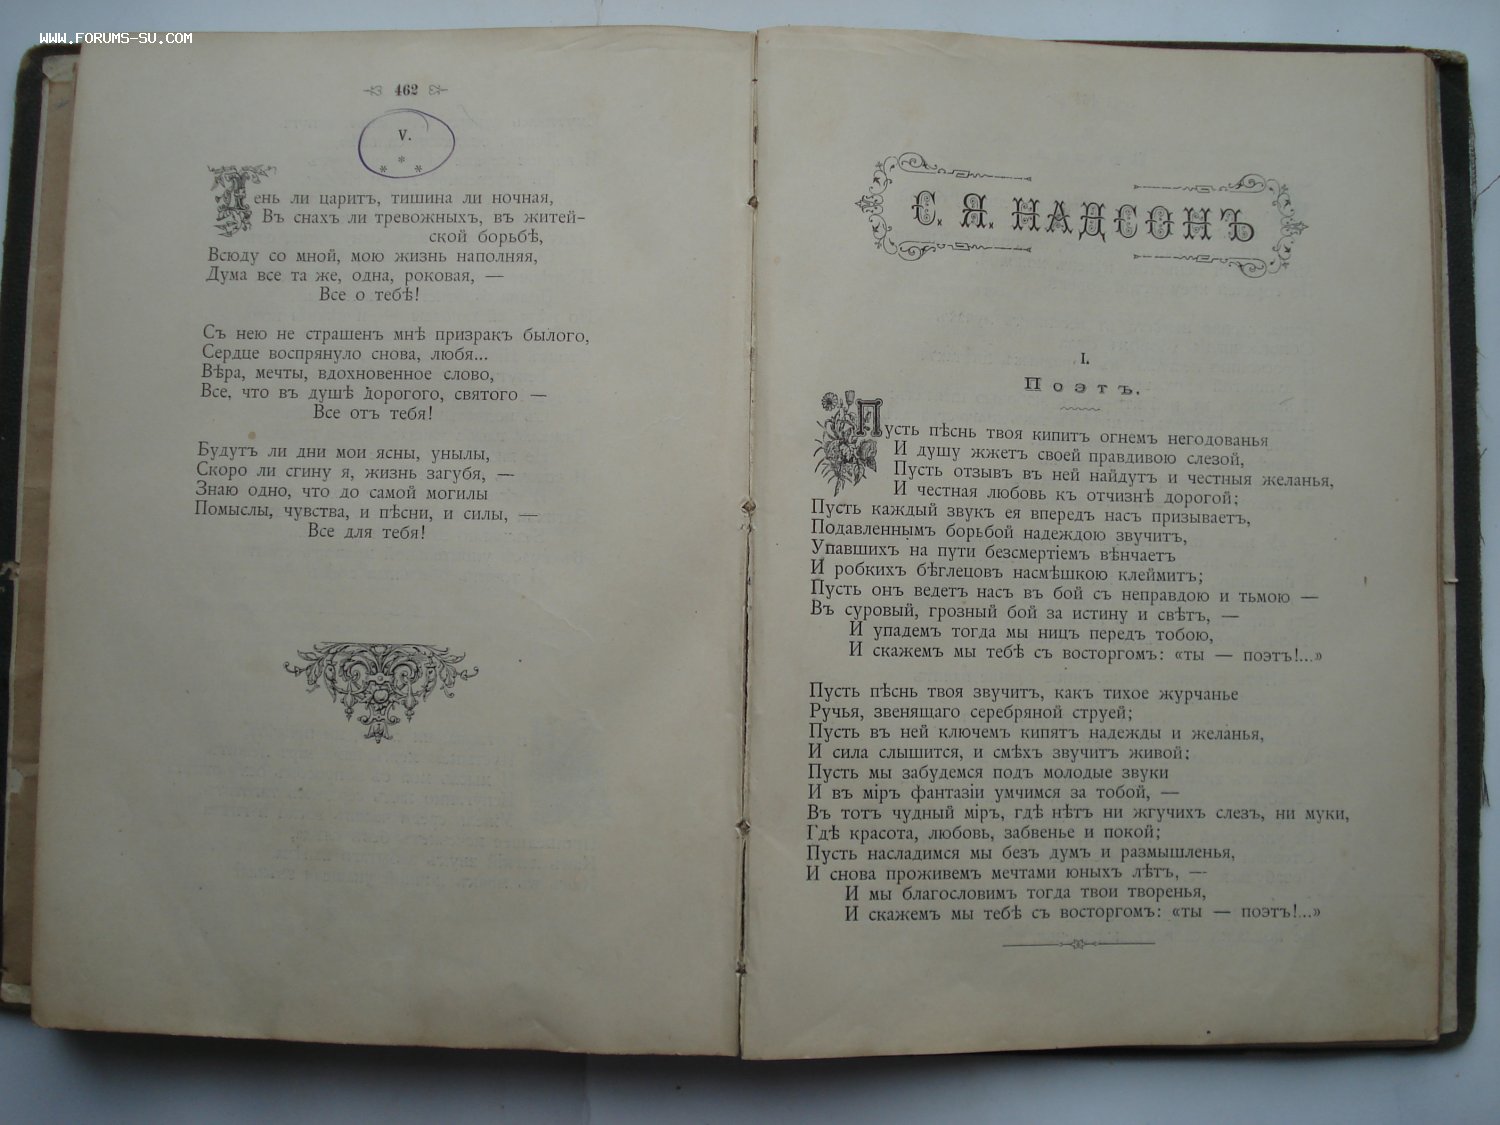 WWW.FORUMS-SU.COM
462
V.
* * *
День ли царитъ, тишина ли ночная,
Въ снахъ ли тревожныхъ, въ житей-
ской борьбѣ,
Всюду со мной, мою жизнь наполняя,
Дума все та же, одна, роковая, —
Все о тебѣ!
Съ нею не страшенъ мнѣ призракъ былого,
Сердце воспрянуло снова, любя...
Вѣра, мечты, вдохновенное слово,
Все, что въ душѣ дорогого, святого —
Все отъ тебя!
Будутъ ли дни мои ясны, унылы,
Скоро ли сгину я, жизнь загубя, —
Знаю одно, что до самой могилы
Помыслы, чувства, и пѣсни, и силы, —
Все для тебя!
С. Я. НАДСОНЪ
I.
Поэтъ.
Пусть пѣснь твоя кипитъ огнемъ негодованья
И душу жжетъ своей правдивою слезой,
Пусть отзывъ въ ней найдутъ и честныя желанья,
И честная любовь къ отчизнѣ дорогой;
Пусть каждый звукъ ея впередъ насъ призываетъ,
Подавленнымъ борьбой надеждою звучитъ,
Упавшихъ на пути безсмертіемъ вѣнчаетъ
И робкихъ бѣглецовъ насмѣшкою клеймитъ;
Пусть онъ ведетъ насъ въ бой съ неправдою и тьмою —
Въ суровый, грозный бой за истину и свѣтъ, —
И упадемъ тогда мы ницъ передъ тобою,
И скажемъ мы тебѣ съ восторгомъ: «ты — поэтъ!...»
Пусть пѣснь твоя звучитъ, какъ тихое журчанье
Ручья, звенящаго серебряной струей;
Пусть въ ней ключемъ кипятъ надежды и желанья,
И сила слышится, и смѣхъ звучитъ живой;
Пусть мы забудемся подъ молодые звуки
И въ міръ фантазіи умчимся за тобой, —
Въ тотъ чудный міръ, гдѣ нѣтъ ни жгучихъ слезъ, ни муки,
Гдѣ красота, любовь, забвенье и покой;
Пусть насладимся мы безъ думъ и размышленья,
И снова проживемъ мечтами юныхъ лѣтъ, —
И мы благословимъ тогда твои творенья,
И скажемъ мы тебѣ съ восторгомъ: «ты — поэтъ!...»